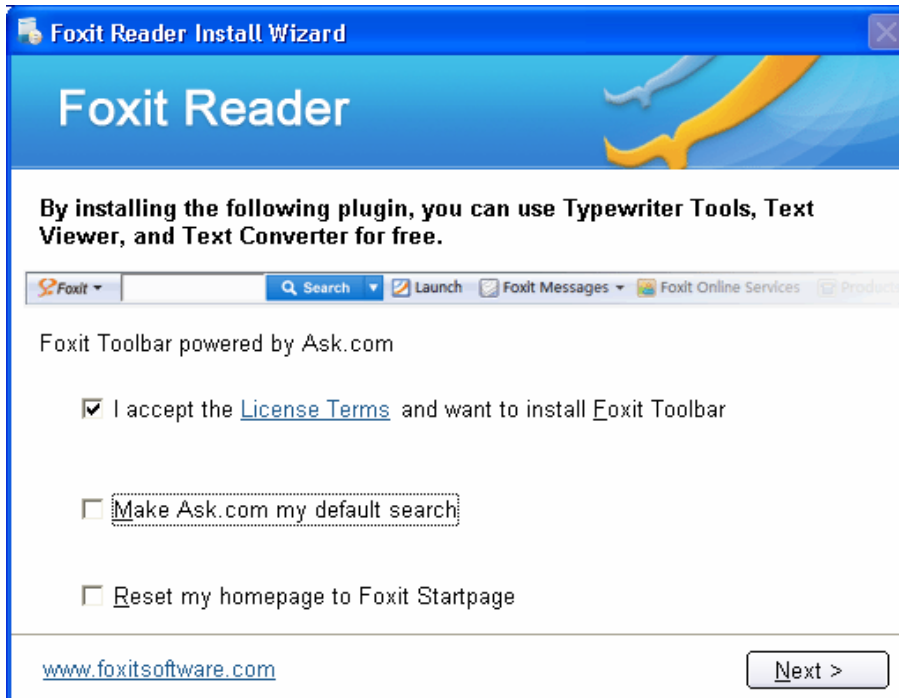 Foxit Reader Install Wizard
Foxit Reader
By installing the following plugin, you can use Typewriter Tools, Text
Viewer, and Text Converter for free.
Foxit Search Launch Foxit Messages Foxit Online Services
Foxit Toolbar powered by Ask.com
I accept the License Terms and want to install Foxit Toolbar
Make Ask.com my default search
Reset my homepage to Foxit Startpage
www.foxitsoftware.com Next >